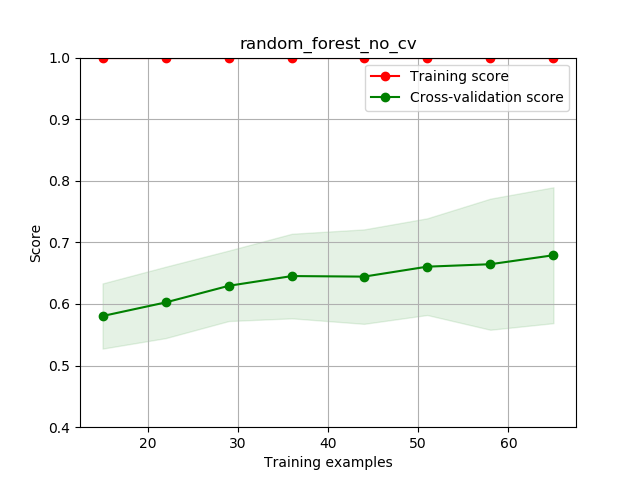 random_forest_no_cv
1.0
Training score
Cross-validation score
0.9
0.8
0.7
Score
0.6
0.5
0.4
20 30 40 50 60
Training examples